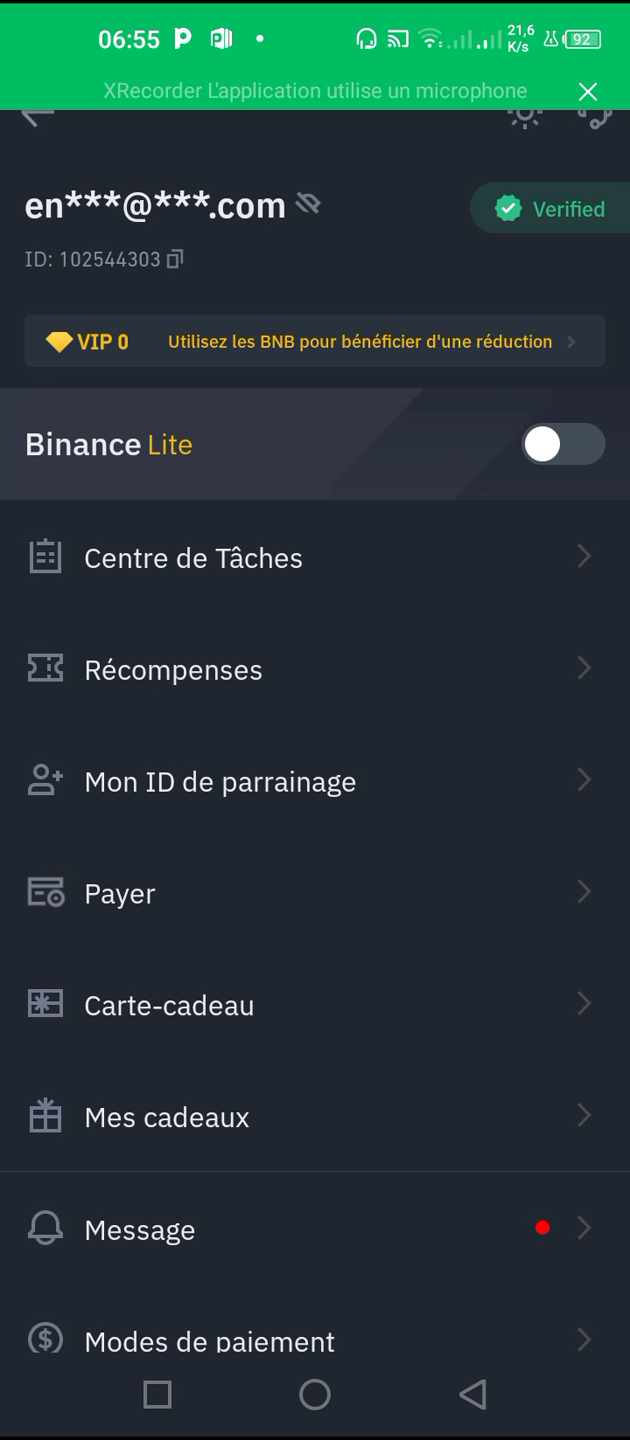 06:55
21,6
K/s
92
XRecorder L'application utilise un microphone
en***@***.com
Verified
ID: 102544303
VIP 0
Utilisez les BNB pour bénéficier d'une réduction
Binance Lite
Centre de Tâches
Récompenses
Mon ID de parrainage
Payer
Carte-cadeau
Mes cadeaux
Message
Modes de paiement